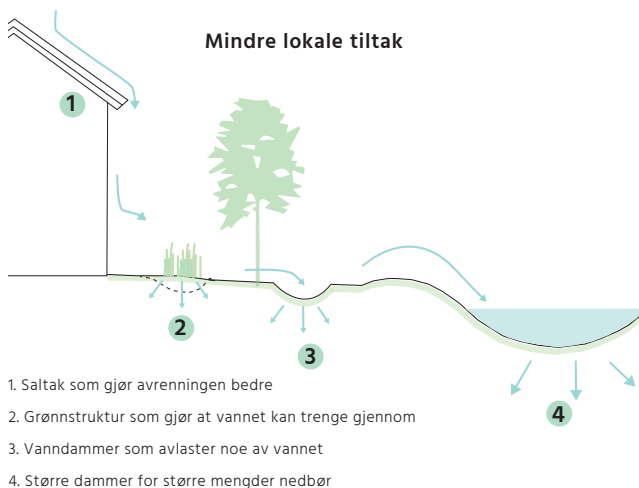 Mindre lokale tiltak
1
2
3
4
1. Saltak som gjør avrenningen bedre
2. Grønnstruktur som gjør at vannet kan trenge gjennom
3. Vanndammer som avlaster noe av vannet
4. Større dammer for større mengder nedbør